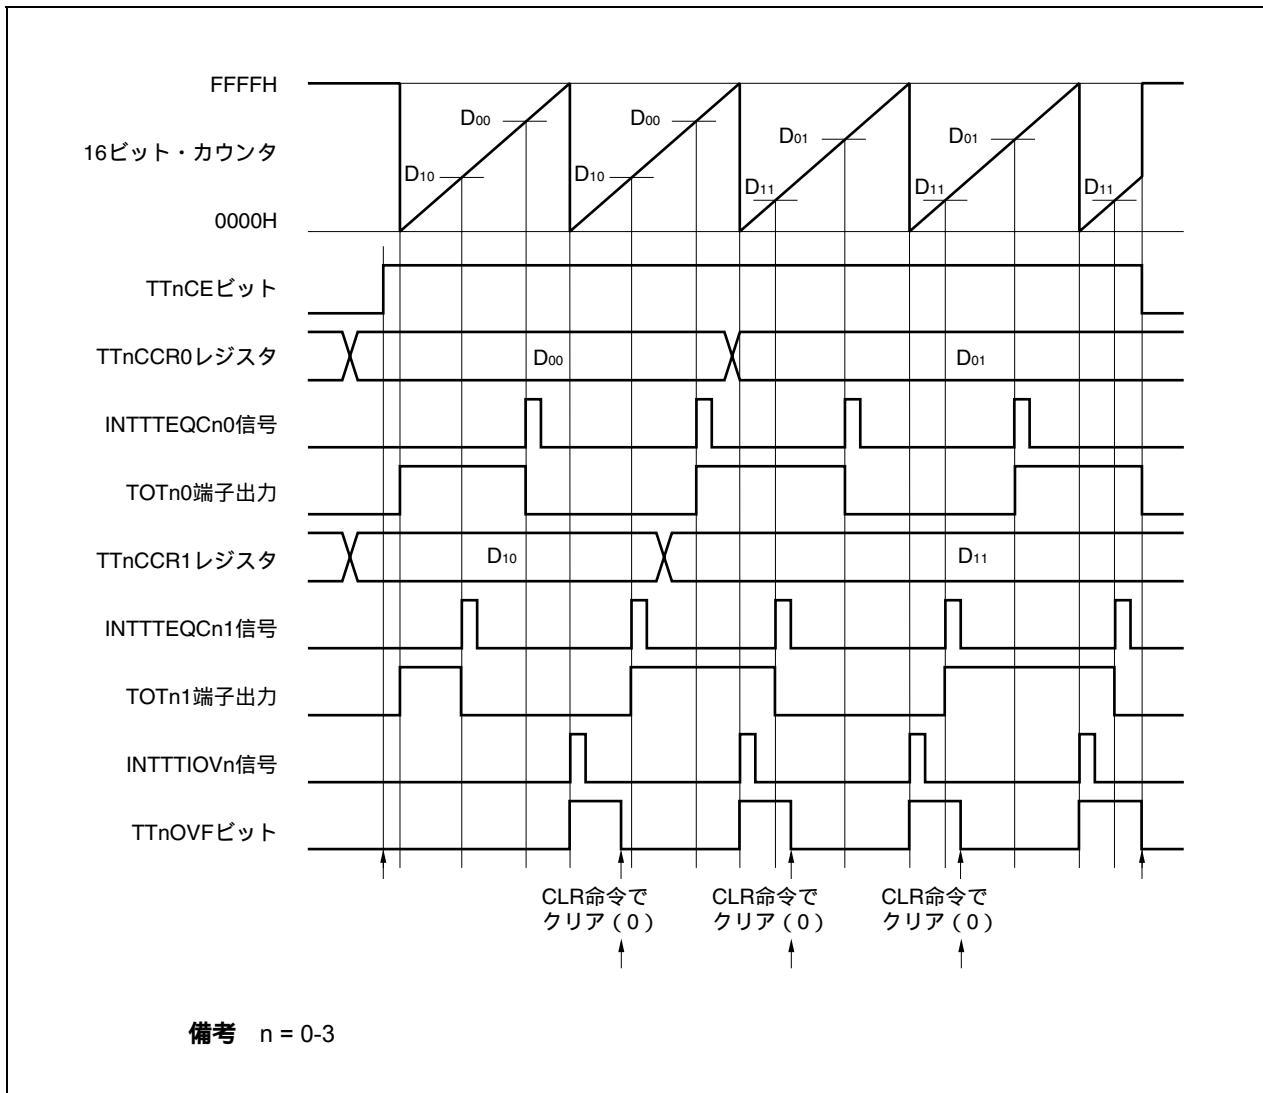 FFFFH
D00
D00
D01
D01
16ビット・カウンタ
D10
D10
D11
D11
D11
0000H
TTnCEビット
TTnCCR0レジスタ
D00
D01
INTTTEQCn0信号
TOTn0端子出力
TTnCCR1レジスタ
D10
D11
INTTTEQCn1信号
TOTn1端子出力
INTTTIOVn信号
TTnOVFビット
CLR命令で
クリア(0)
CLR命令で
クリア(0)
CLR命令で
クリア(0)
備考 n = 0-3